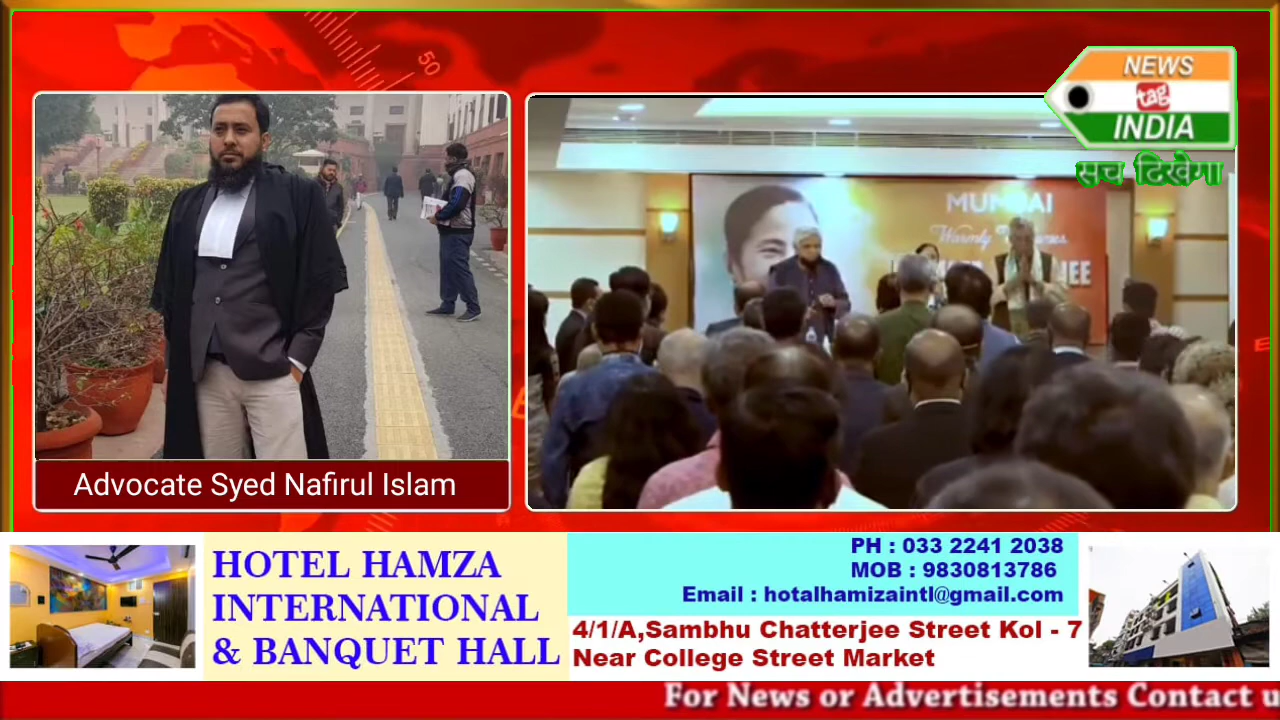 50
NEWS
tag
INDIA
सच दिखेगा
MUMBAI
Warmly
Advocate Syed Nafirul Islam
HOTEL HAMZA
INTERNATIONAL
& BANQUET HALL
PH : 033 2241 2038
MOB : 9830813786
Email : hotalhamizaintl@gmail.com
4/1/A,Sambhu Chatterjee Street Kol - 7
Near College Street Market
For News or Advertisements Contact u